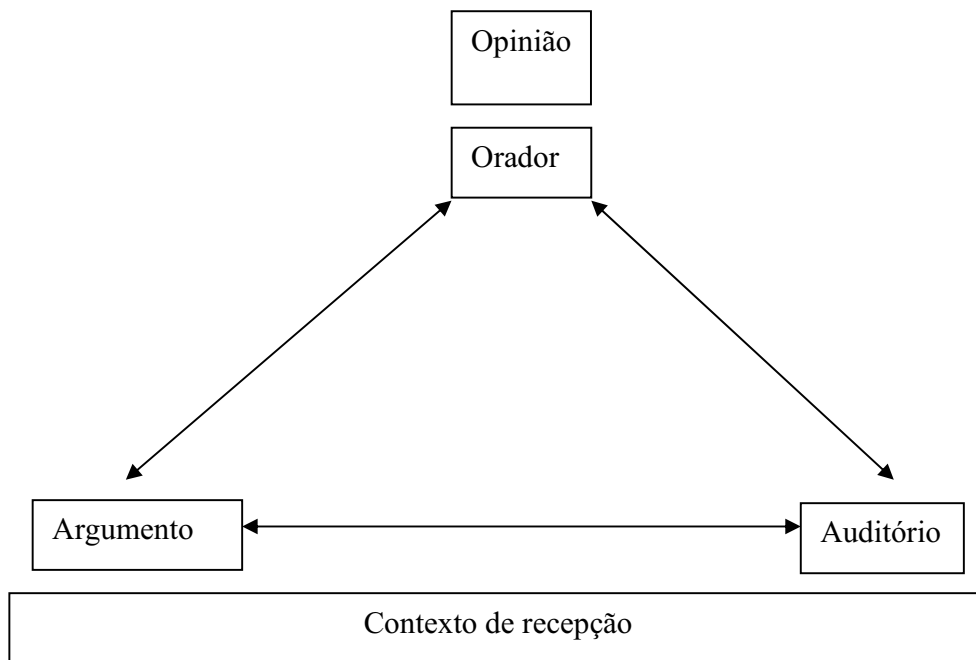 Opinião
Orador
Argumento
Auditório
Contexto de recepção